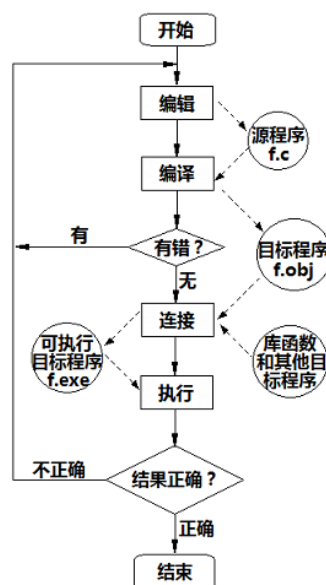 开始
编辑
源程序
f.c
编译
有
有错？
目标程序
f.obj
无
连接
可执行
目标程序
f.exe
库函数
和其他目
标程序
执行
不正确
结果正确？
正确
结束